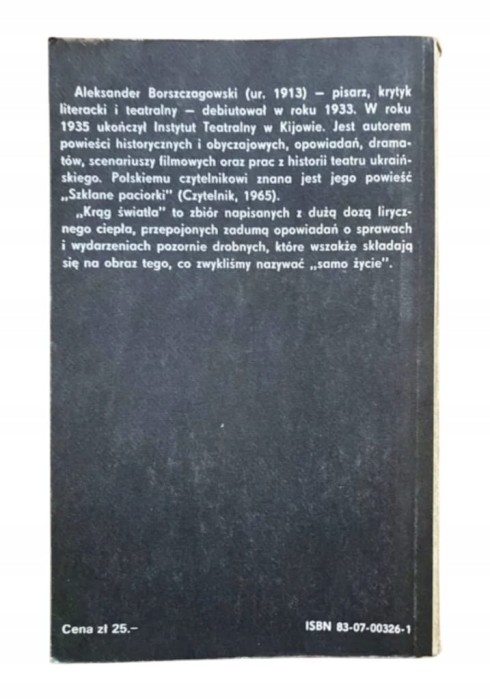 Aleksander Borszczagowski (ur. 1913) – pisarz, krytyk
literacki i teatralny – debiutował w roku 1933. W roku
1935 ukończył Instytut Teatralny w Kijowie. Jest autorem
powieści historycznych i obyczajowych, opowiadań, drama-
tów, scenariuszy filmowych oraz prac z historii teatru ukraiń-
skiego. Polskiemu czytelnikowi znana jest jego powieść
„Szklane paciorki" (Czytelnik, 1965).
„Krąg światła" to zbiór napisanych z dużą dozą lirycz-
nego ciepła, przepojonych zadumą opowiadań o sprawach
i wydarzeniach pozornie drobnych, które wszakże składają
się na obraz tego, co zwykliśmy nazywać „samo życie".
Cena zł 25.–
ISBN 83-07-00326-1